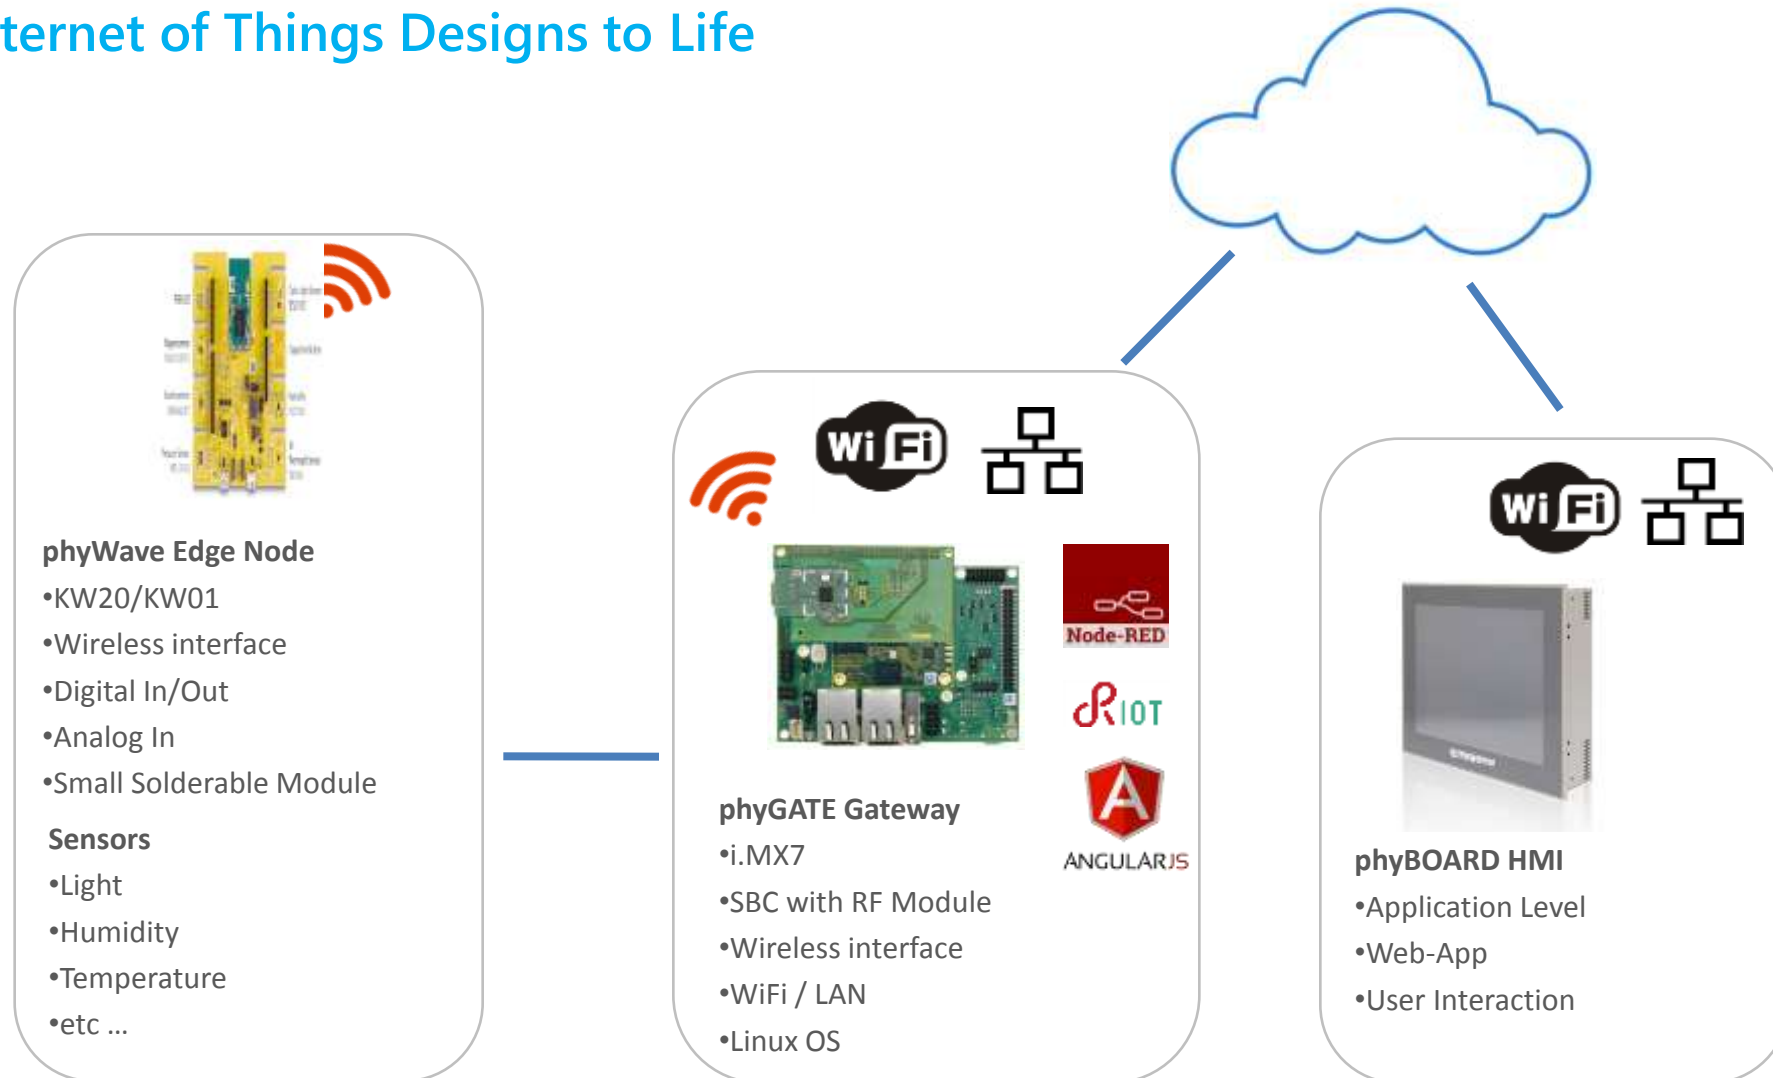 ternet of Things Designs to Life
phyWave Edge Node
•KW20/KW01
•Wireless interface
•Digital In/Out
•Analog In
•Small Solderable Module
Sensors
•Light
•Humidity
•Temperature
•etc ...
Wi Fi
Node-RED
RIOT
ANGULARJS
phyGATE Gateway
•i.MX7
•SBC with RF Module
•Wireless interface
•WiFi / LAN
•Linux OS
Wi Fi
phyBOARD HMI
•Application Level
•Web-App
•User Interaction